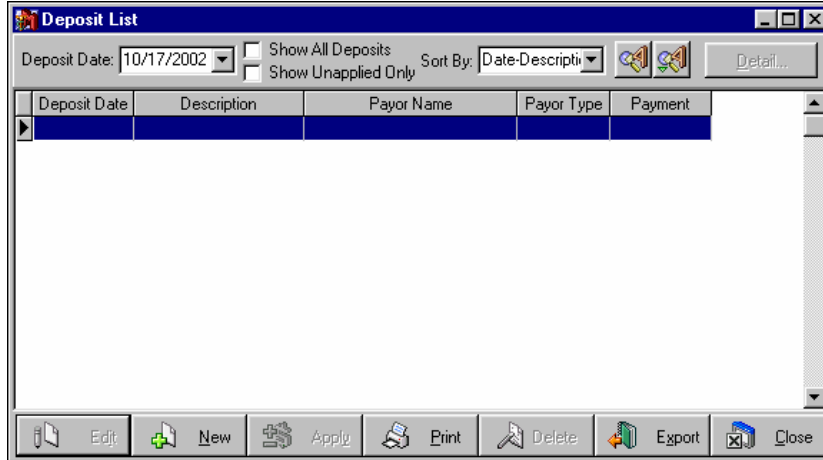 Deposit List
Show All Deposits
Deposit Date: 10/17/2002 Sort By: Date-Descripti Detail...
Show Unapplied Only
Deposit Date Description Payor Name Payor Type Payment
Edit New Apply Print Delete Export Close